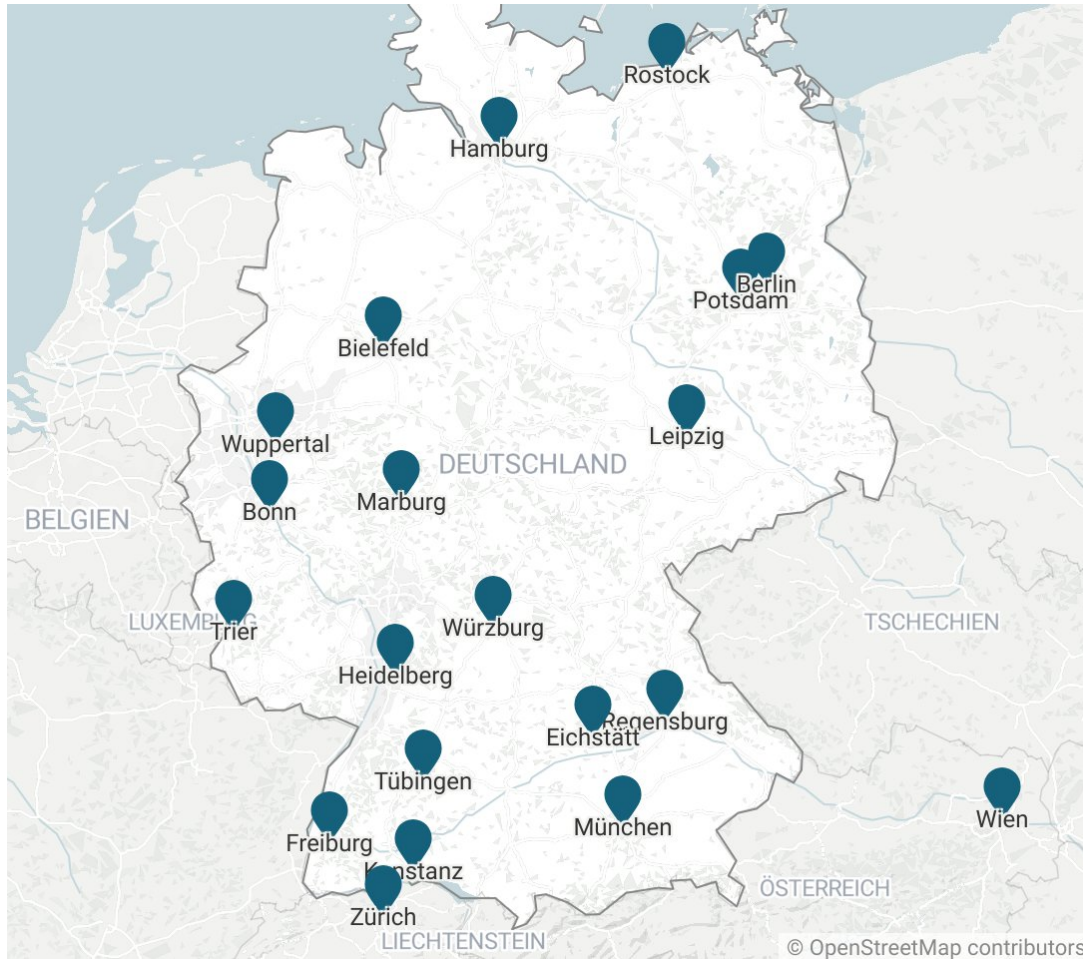 Rostock
Hamburg
Berlin
Potsdam
Bielefeld
Leipzig
Wuppertal
DEUTSCHLAND
Marburg
Bonn
BELGIEN
LUXEMBURG
Trier
Würzburg
TSCHECHIEN
Heidelberg
Regensburg
Eichstätt
Tübingen
München
Wien
Freiburg
Konstanz
ÖSTERREICH
Zürich
LIECHTENSTEIN
© OpenStreetMap contributors